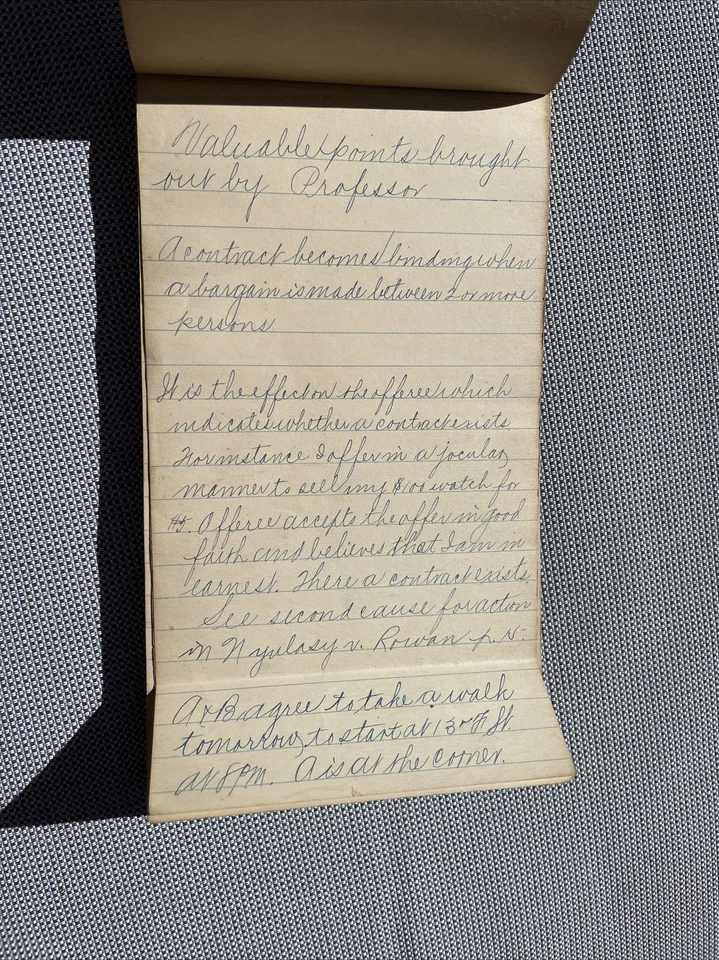 Valuable points brought
out by Professor
A contract becomes binding when
a bargain is made between 2 or more
persons
It is the effect on the offeree which
indicates whether a contract exists.
For instance I offer in a jocular
manner to sell my $100 watch for
$5. Offeree accepts the offer in good
faith and believes that I am in
earnest. There a contract exists.
See second cause for action
in Nyulasy v. Rowan p.
A & B agree to take a walk
tomorrow, to start at 13 & F St.
at 8 PM. A is at the corner.